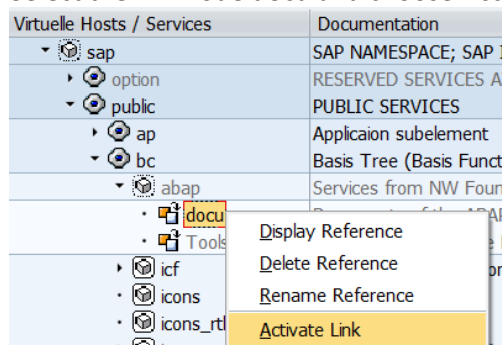 Virtuelle Hosts / Services Documentation
sap SAP NAMESPACE; SAP
option RESERVED SERVICES
public PUBLIC SERVICES
ap Applicaion subelement
bc Basis Tree (Basis Funct
abap Services from NW Foun
docu
Display Reference
Tools
Delete Reference
icf
icons Rename Reference
icons_rtl
Activate Link